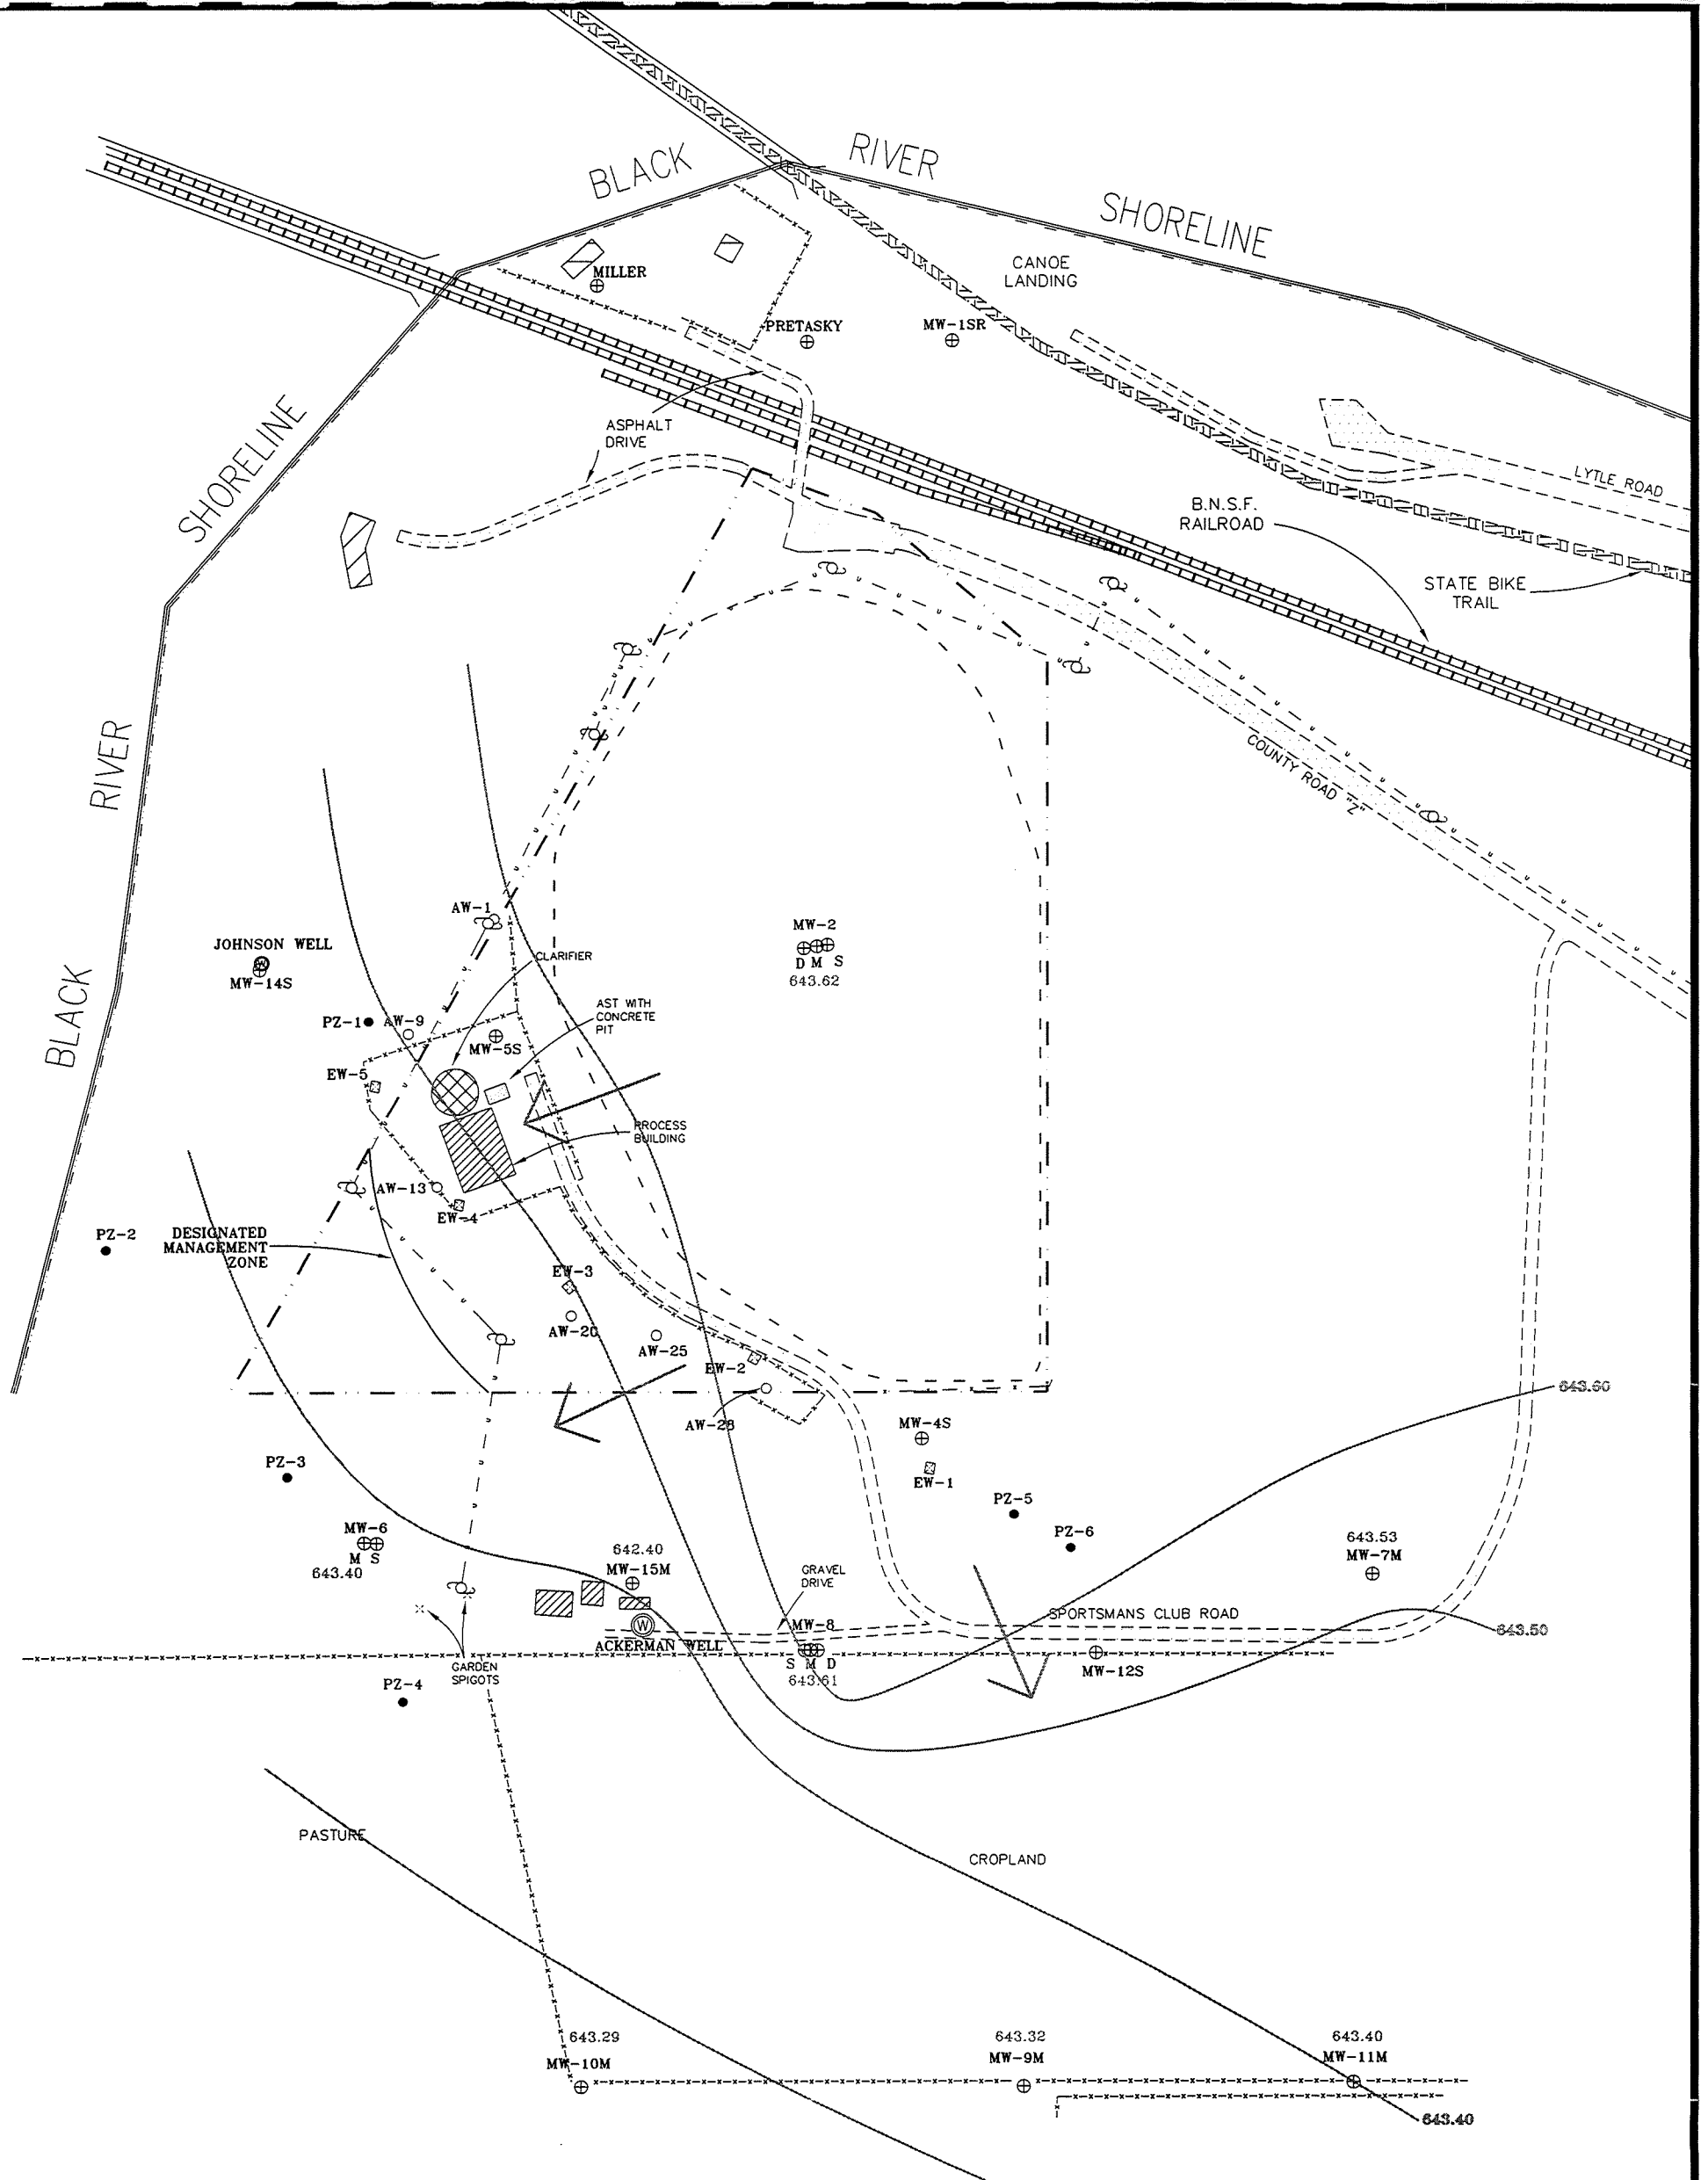 BLACK
RIVER
SHORELINE
CANOE
LANDING
MILLER
PRETASKY
MW-1SR
ASPHALT
DRIVE
SHORELINE
LYTLE ROAD
B.N.S.F.
RAILROAD
STATE BIKE
TRAIL
RIVER
COUNTY ROAD "Z"
AW-1
MW-2
D M S
643.62
JOHNSON WELL
MW-14S
CLARIFIER
BLACK
AST WITH
CONCRETE
PIT
PZ-1
AW-9
MW-5S
EW-5
PROCESS
BUILDING
AW-13
EW-4
PZ-2
DESIGNATED
MANAGEMENT
ZONE
EW-3
AW-20
AW-25
EW-2
643.60
AW-28
MW-4S
EW-1
PZ-3
PZ-5
PZ-6
MW-6
M S
643.40
642.40
MW-15M
643.53
MW-7M
GRAVEL
DRIVE
SPORTSMANS CLUB ROAD
643.50
W
ACKERMAN WELL
MW-8
S M D
643.61
MW-12S
GARDEN
SPIGOTS
PZ-4
PASTURE
CROPLAND
643.29
MW-10M
643.32
MW-9M
643.40
MW-11M
643.40